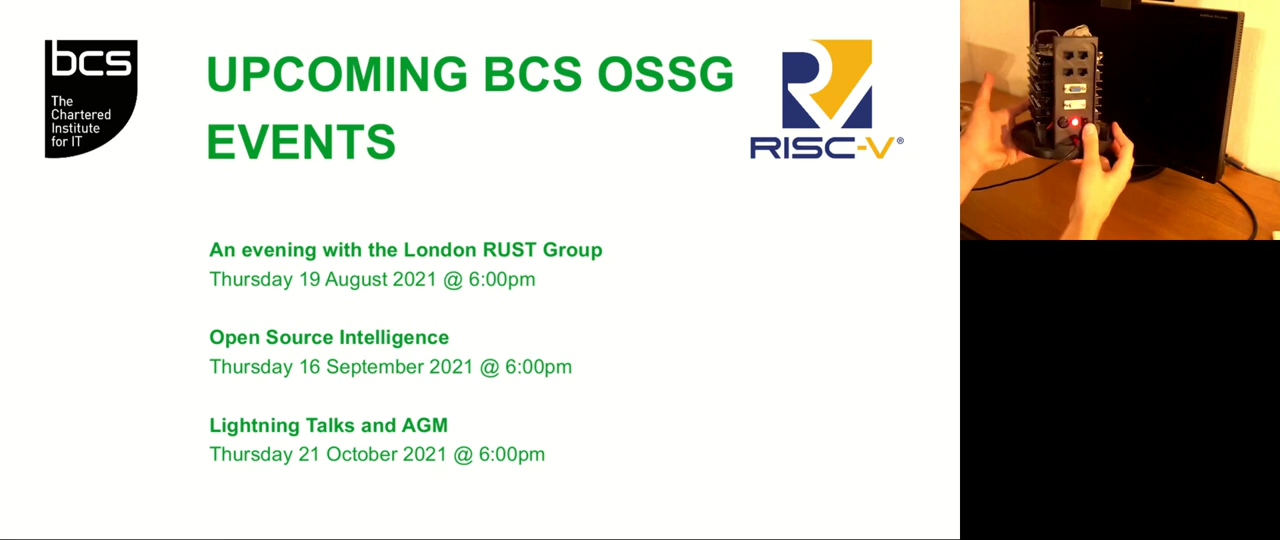 bcs
The
Chartered
Institute
for IT
UPCOMING BCS OSSG
EVENTS
RISC-V®
An evening with the London RUST Group
Thursday 19 August 2021 @ 6:00pm
Open Source Intelligence
Thursday 16 September 2021 @ 6:00pm
Lightning Talks and AGM
Thursday 21 October 2021 @ 6:00pm